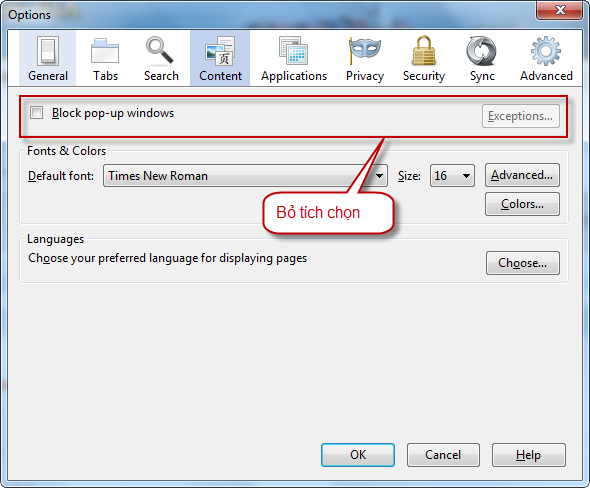 Options
General Tabs Search Content Applications Privacy Security Sync Advanced
Block pop-up windows Exceptions...
Fonts & Colors
Default font: Times New Roman Size: 16 Advanced...
Bỏ tích chọn Colors...
Languages
Choose your preferred language for displaying pages Choose...
OK Cancel Help